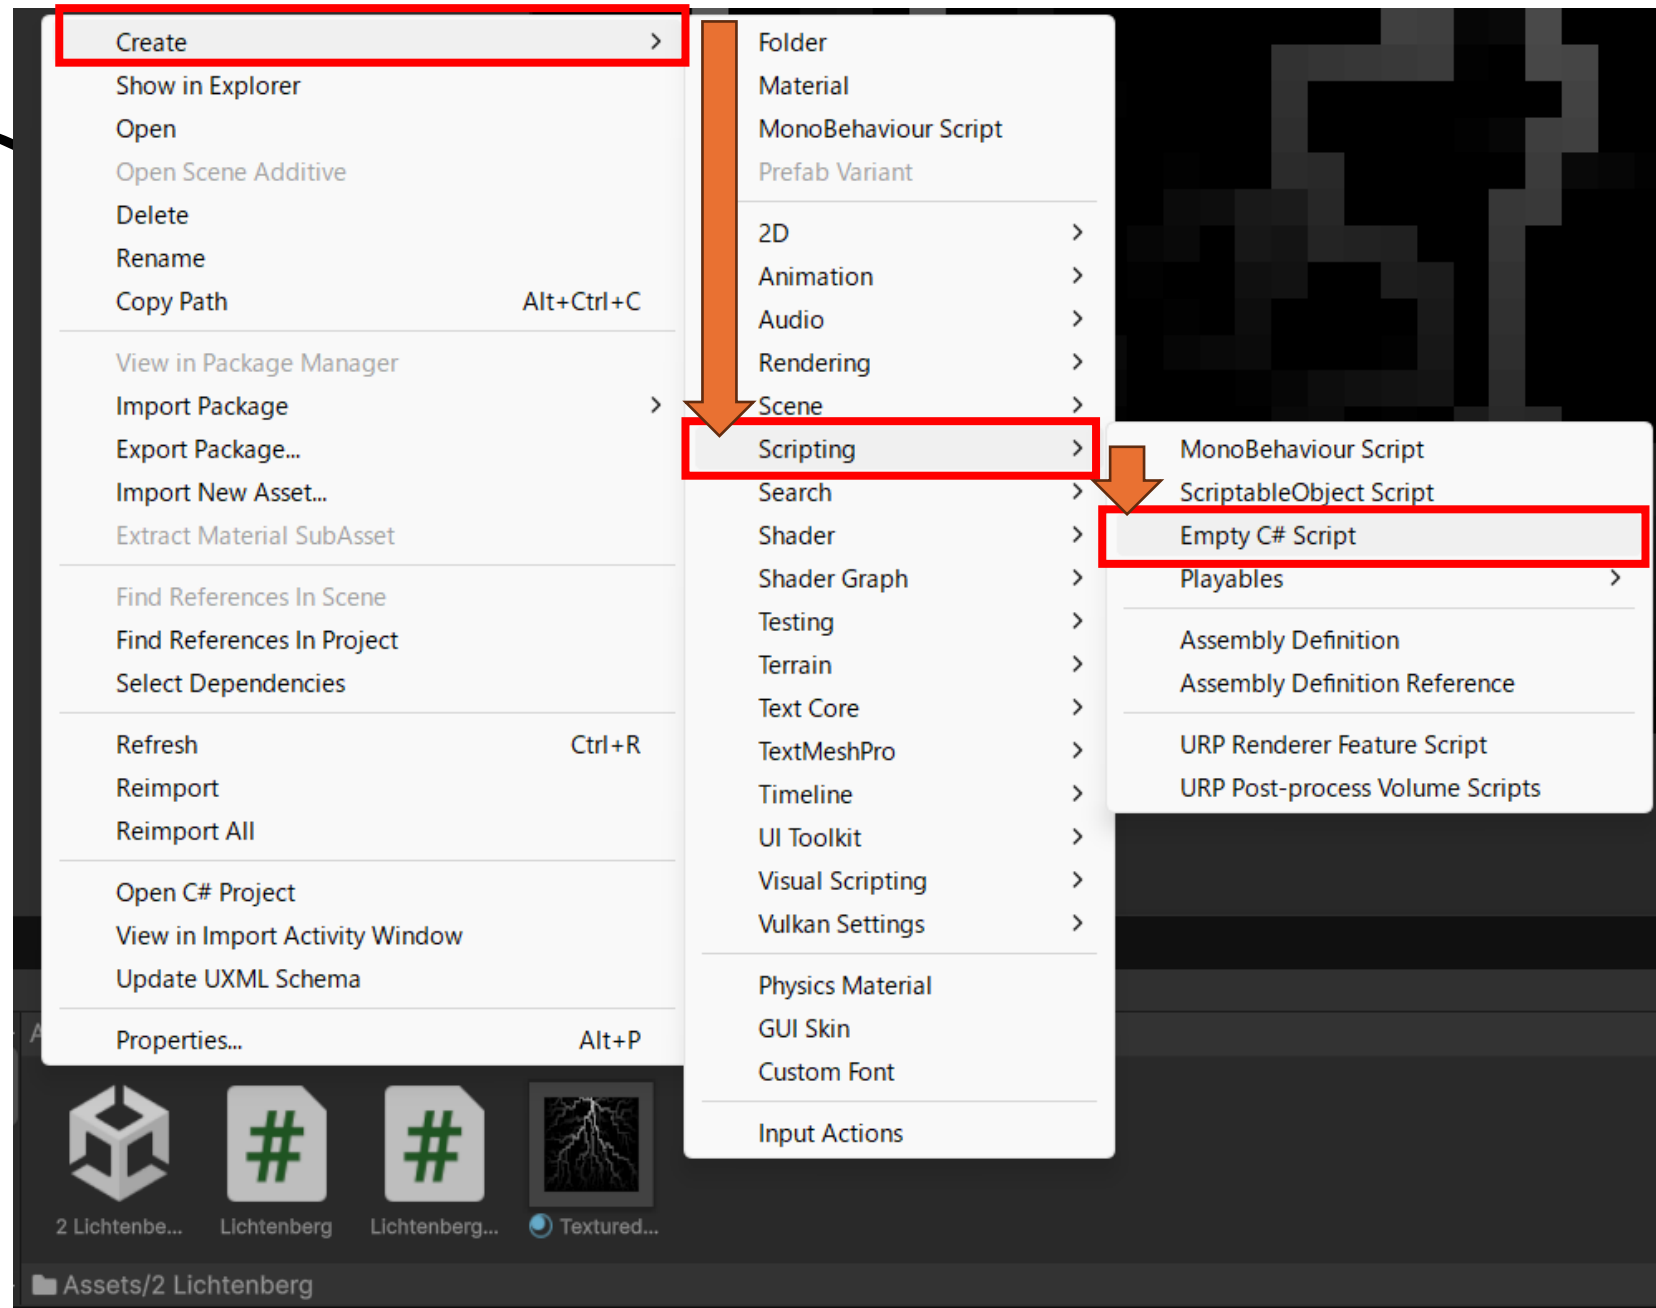 Create
Show in Explorer
Open
Open Scene Additive
Delete
Rename
Copy Path Alt+Ctrl+C
View in Package Manager
Import Package
Export Package...
Import New Asset...
Extract Material SubAsset
Find References In Scene
Find References In Project
Select Dependencies
Refresh Ctrl+R
Reimport
Reimport All
Open C# Project
View in Import Activity Window
Update UXML Schema
Properties... Alt+P
Folder
Material
MonoBehaviour Script
Prefab Variant
2D
Animation
Audio
Rendering
Scene
Scripting
Search
Shader
Shader Graph
Testing
Terrain
Text Core
TextMeshPro
Timeline
UI Toolkit
Visual Scripting
Vulkan Settings
Physics Material
GUI Skin
Custom Font
Input Actions
MonoBehaviour Script
ScriptableObject Script
Empty C# Script
Playables
Assembly Definition
Assembly Definition Reference
URP Renderer Feature Script
URP Post-process Volume Scripts
2 Lichtenbe... Lichtenberg Lichtenberg... Textured...
Assets/2 Lichtenberg